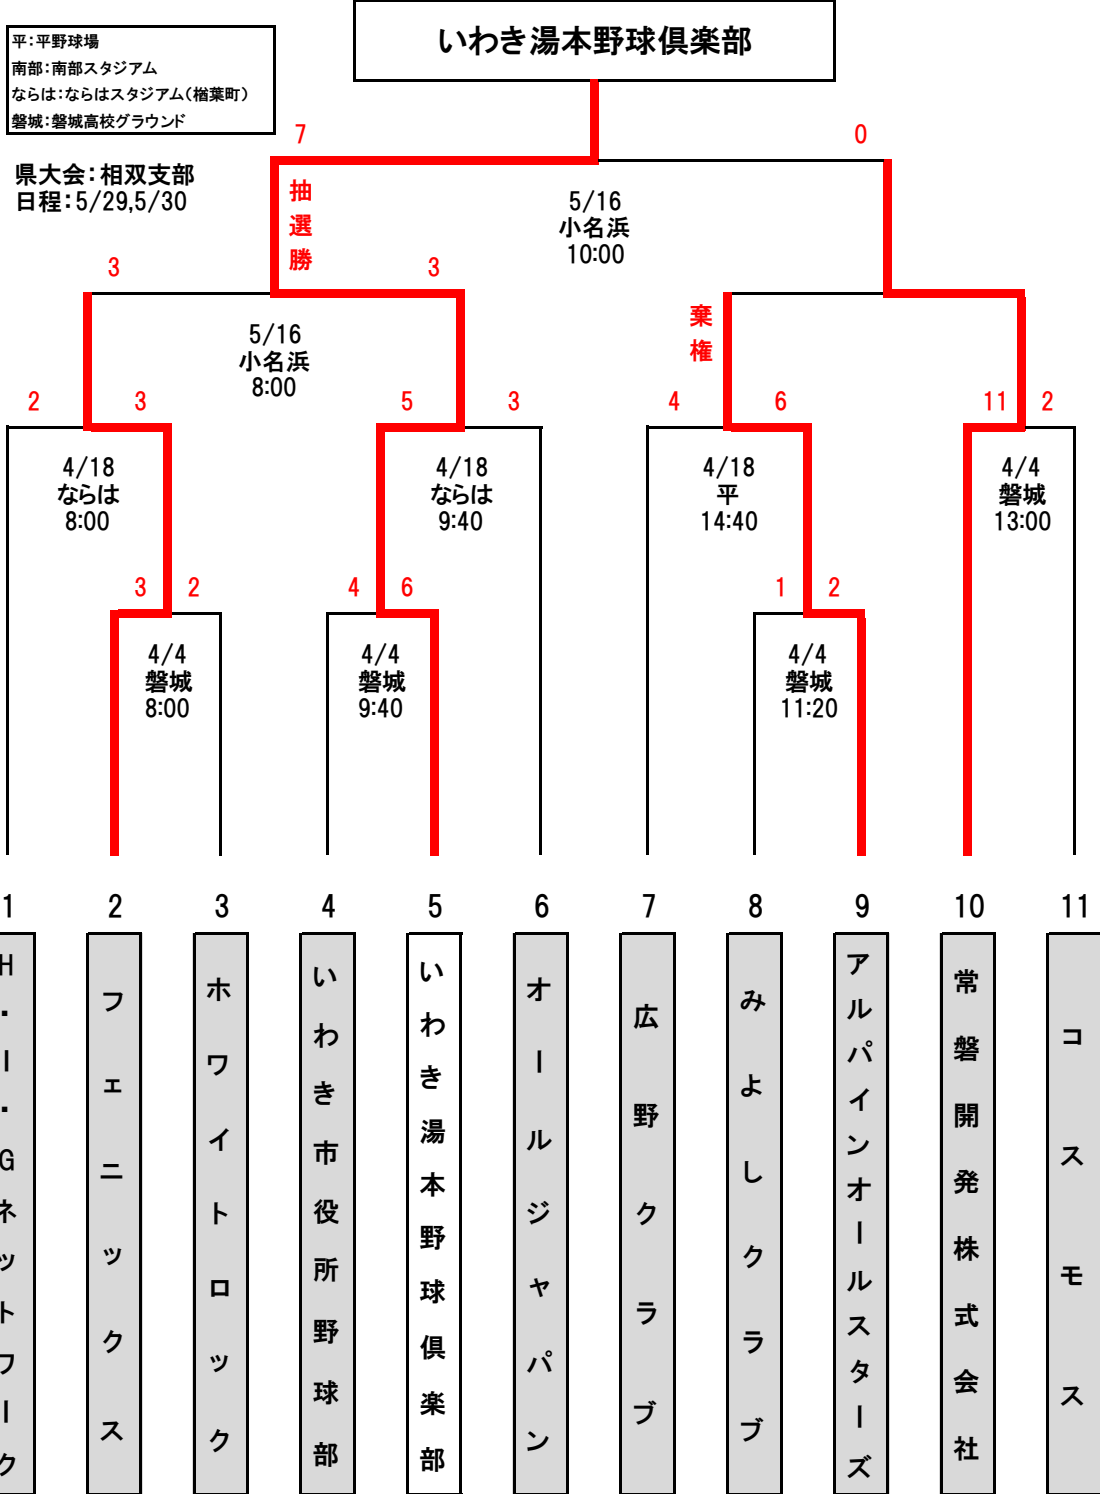 いわき湯本野球倶楽部
平:平野球場
南部:南部スタジアム
ならは:ならはスタジアム(楢葉町)
磐城:磐城高校グラウンド
県大会:相双支部
日程:5/29,5/30
7
0
抽選勝
5/16
小名浜
10:00
3
3
棄権
5/16
小名浜
8:00
2
3
5
3
4
6
11
2
4/18
ならは
8:00
4/18
ならは
9:40
4/18
平
14:40
4/4
磐城
13:00
3
2
4
6
1
2
4/4
磐城
8:00
4/4
磐城
9:40
4/4
磐城
11:20
1
2
3
4
5
6
7
8
9
10
11
H・I・Gネットワーク
フェニックス
ホワイトロック
いわき市役所野球部
いわき湯本野球倶楽部
オールジャパン
広野クラブ
みよしクラブ
アルパインオールスターズ
常磐開発株式会社
コスモス